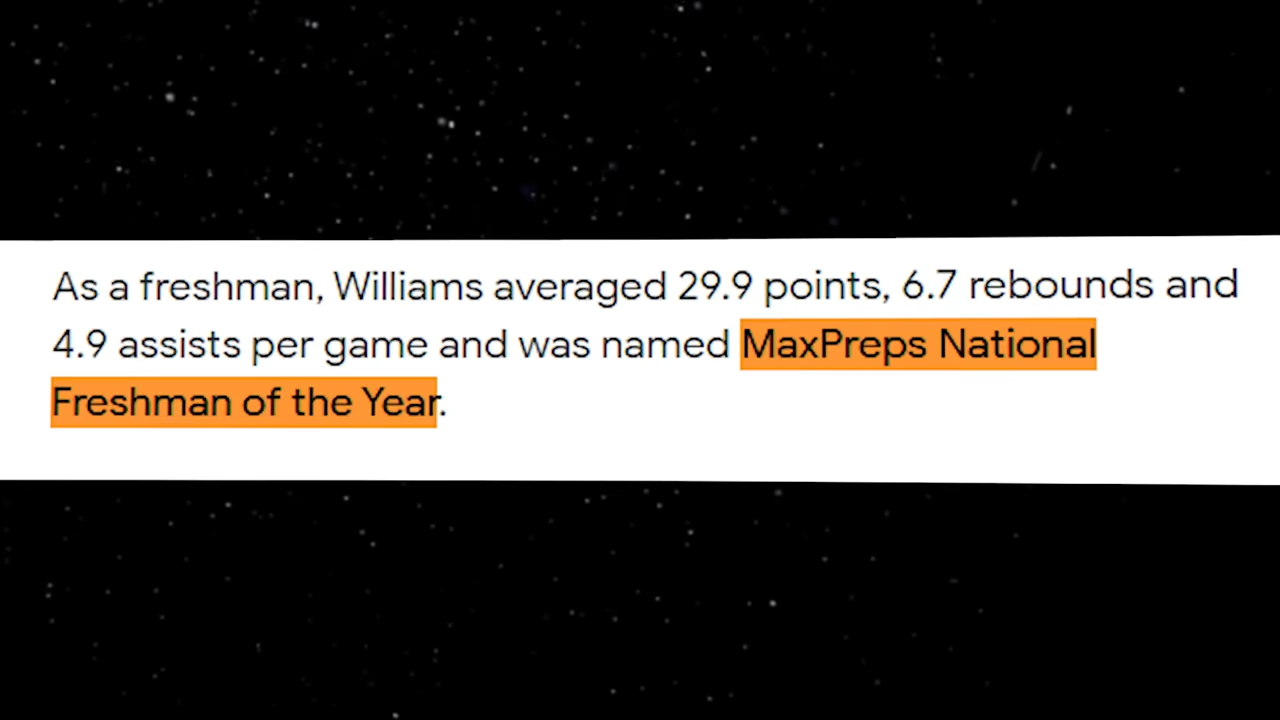 As a freshman, Williams averaged 29.9 points, 6.7 rebounds and
4.9 assists per game and was named MaxPreps National
Freshman of the Year.